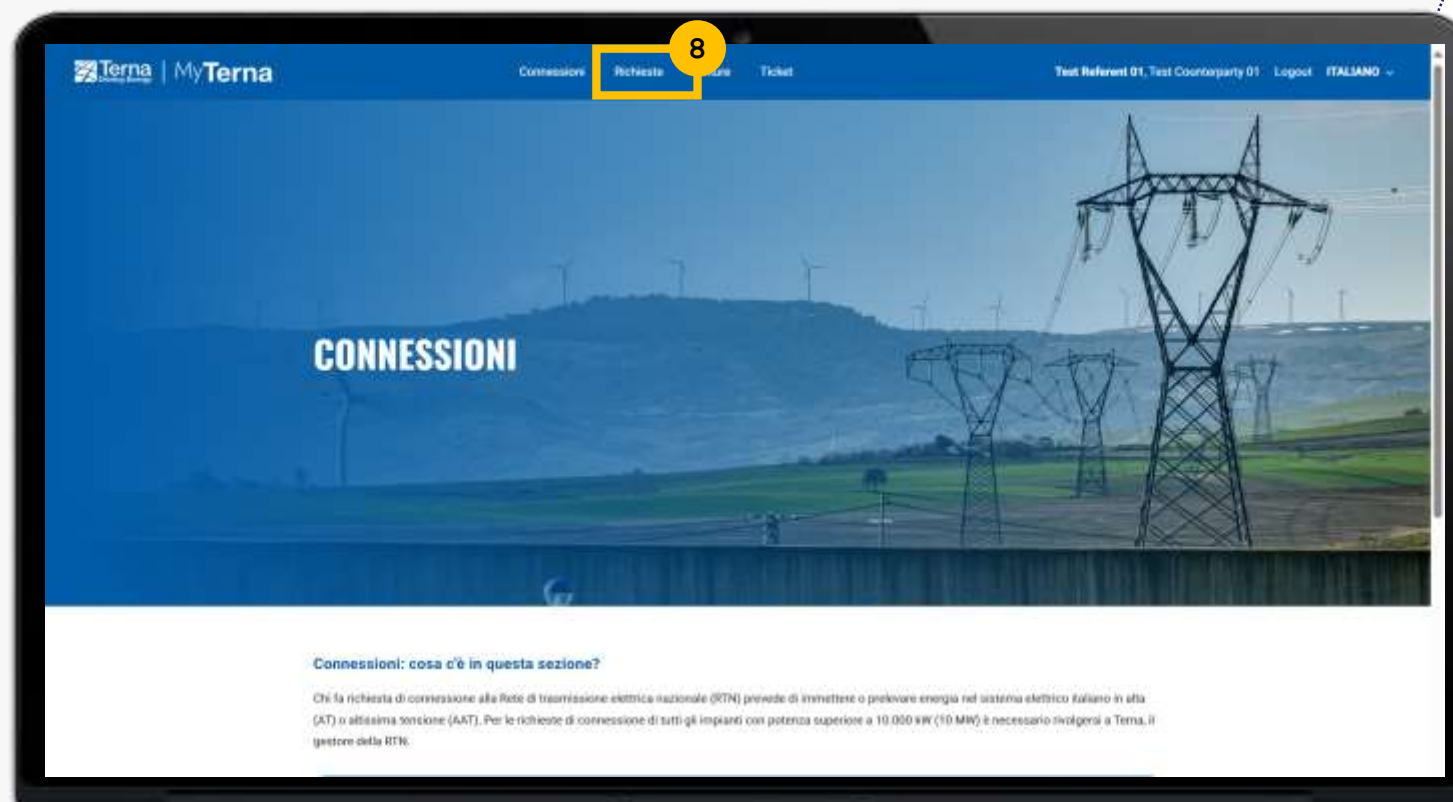 8
Terna | MyTerna
Connessioni Richieste Ticket
Test Referent 01, Test Counterparty 01 Logout ITALIANO
CONNESSIONI
Connessioni: cosa c'è in questa sezione?
Chi fa richiesta di connessione alla Rete di trasmissione elettrica nazionale (RTN) prevede di immettere o prelevare energia nel sistema elettrico italiano in alta
(AT) o altissima tensione (AAT). Per le richieste di connessione di tutti gli impianti con potenza superiore a 10.000 kW (10 MW) è necessario rivolgersi a Terna, il
gestore della RTN.